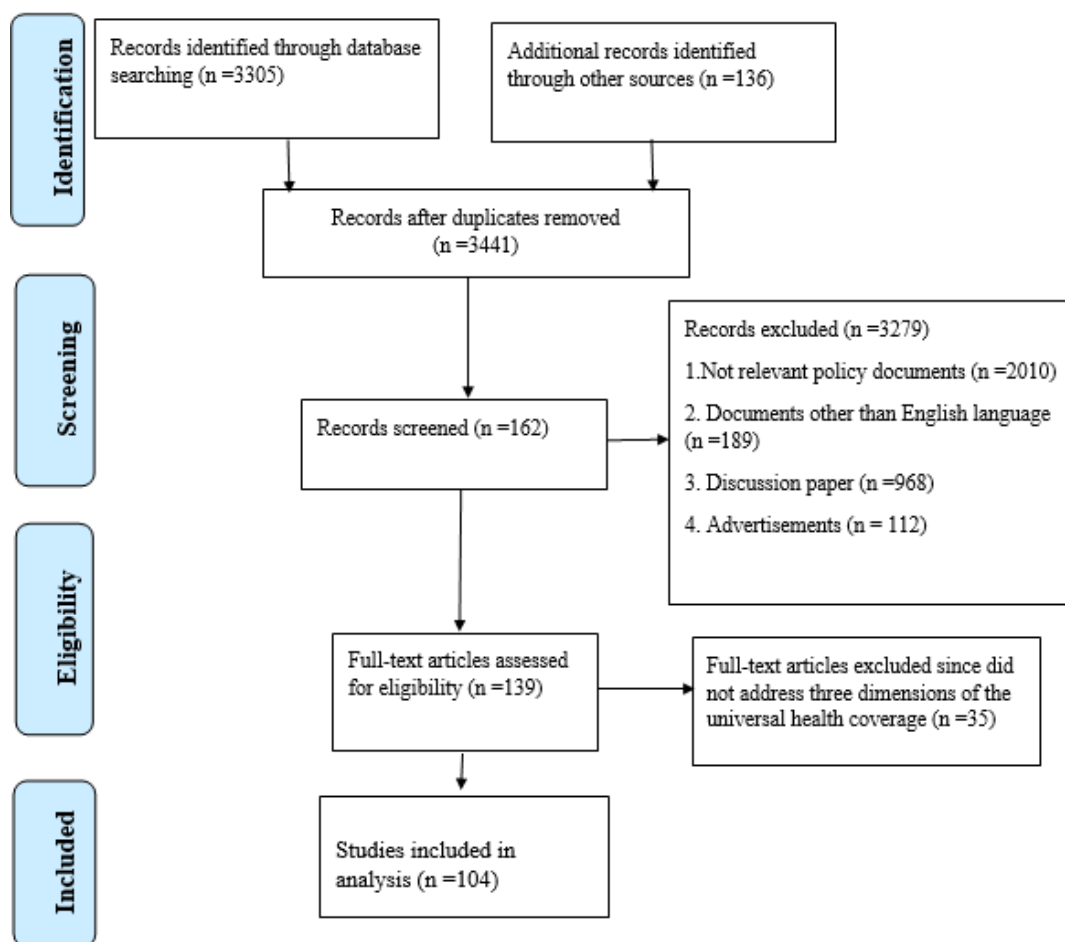 Identification
Records identified through database
searching (n =3305)
Additional records identified
through other sources (n =136)
Records after duplicates removed
(n =3441)
Screening
Records screened (n =162)
Records excluded (n =3279)
1.Not relevant policy documents (n =2010)
2. Documents other than English language
(n =189)
3. Discussion paper (n =968)
4. Advertisements (n = 112)
Eligibility
Full-text articles assessed
for eligibility (n =139)
Full-text articles excluded since did
not address three dimensions of the
universal health coverage (n =35)
Included
Studies included in
analysis (n =104)